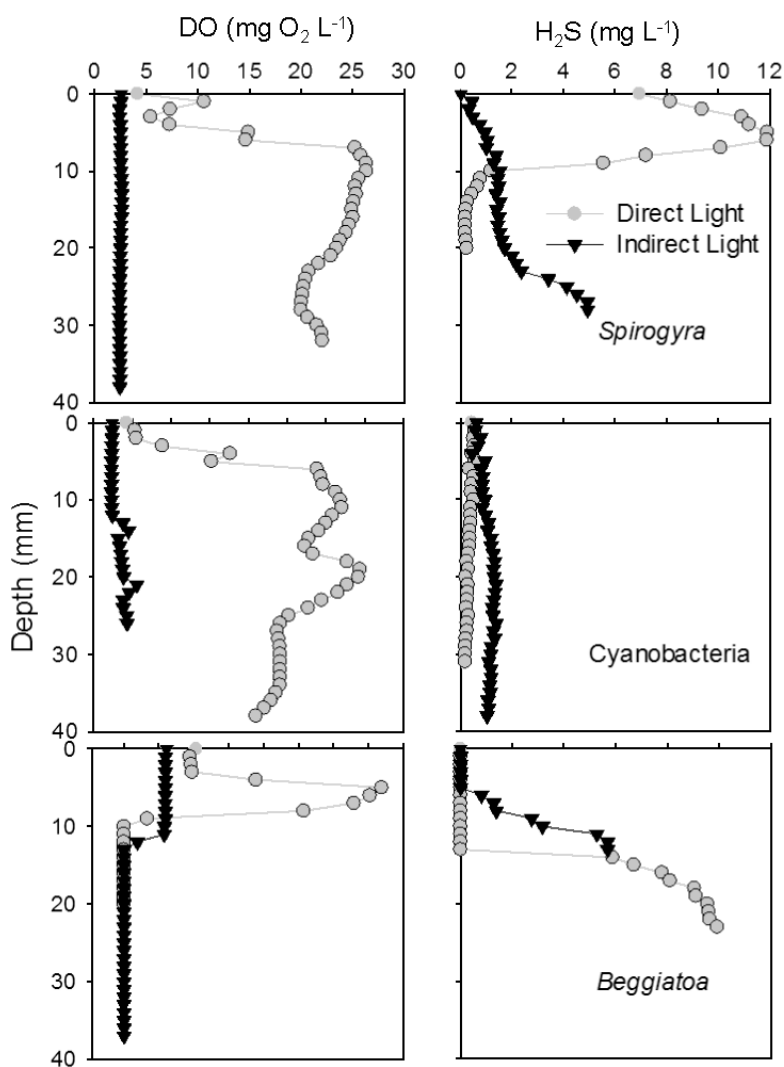 DO (mg O₂ L⁻¹)
H₂S (mg L⁻¹)
0 5 10 15 20 25 30
0 2 4 6 8 10 12
0
10
20
30
40
Direct Light
Indirect Light
Spirogyra
Depth (mm)
0
10
20
30
40
Cyanobacteria
0
10
20
30
40
Beggiatoa